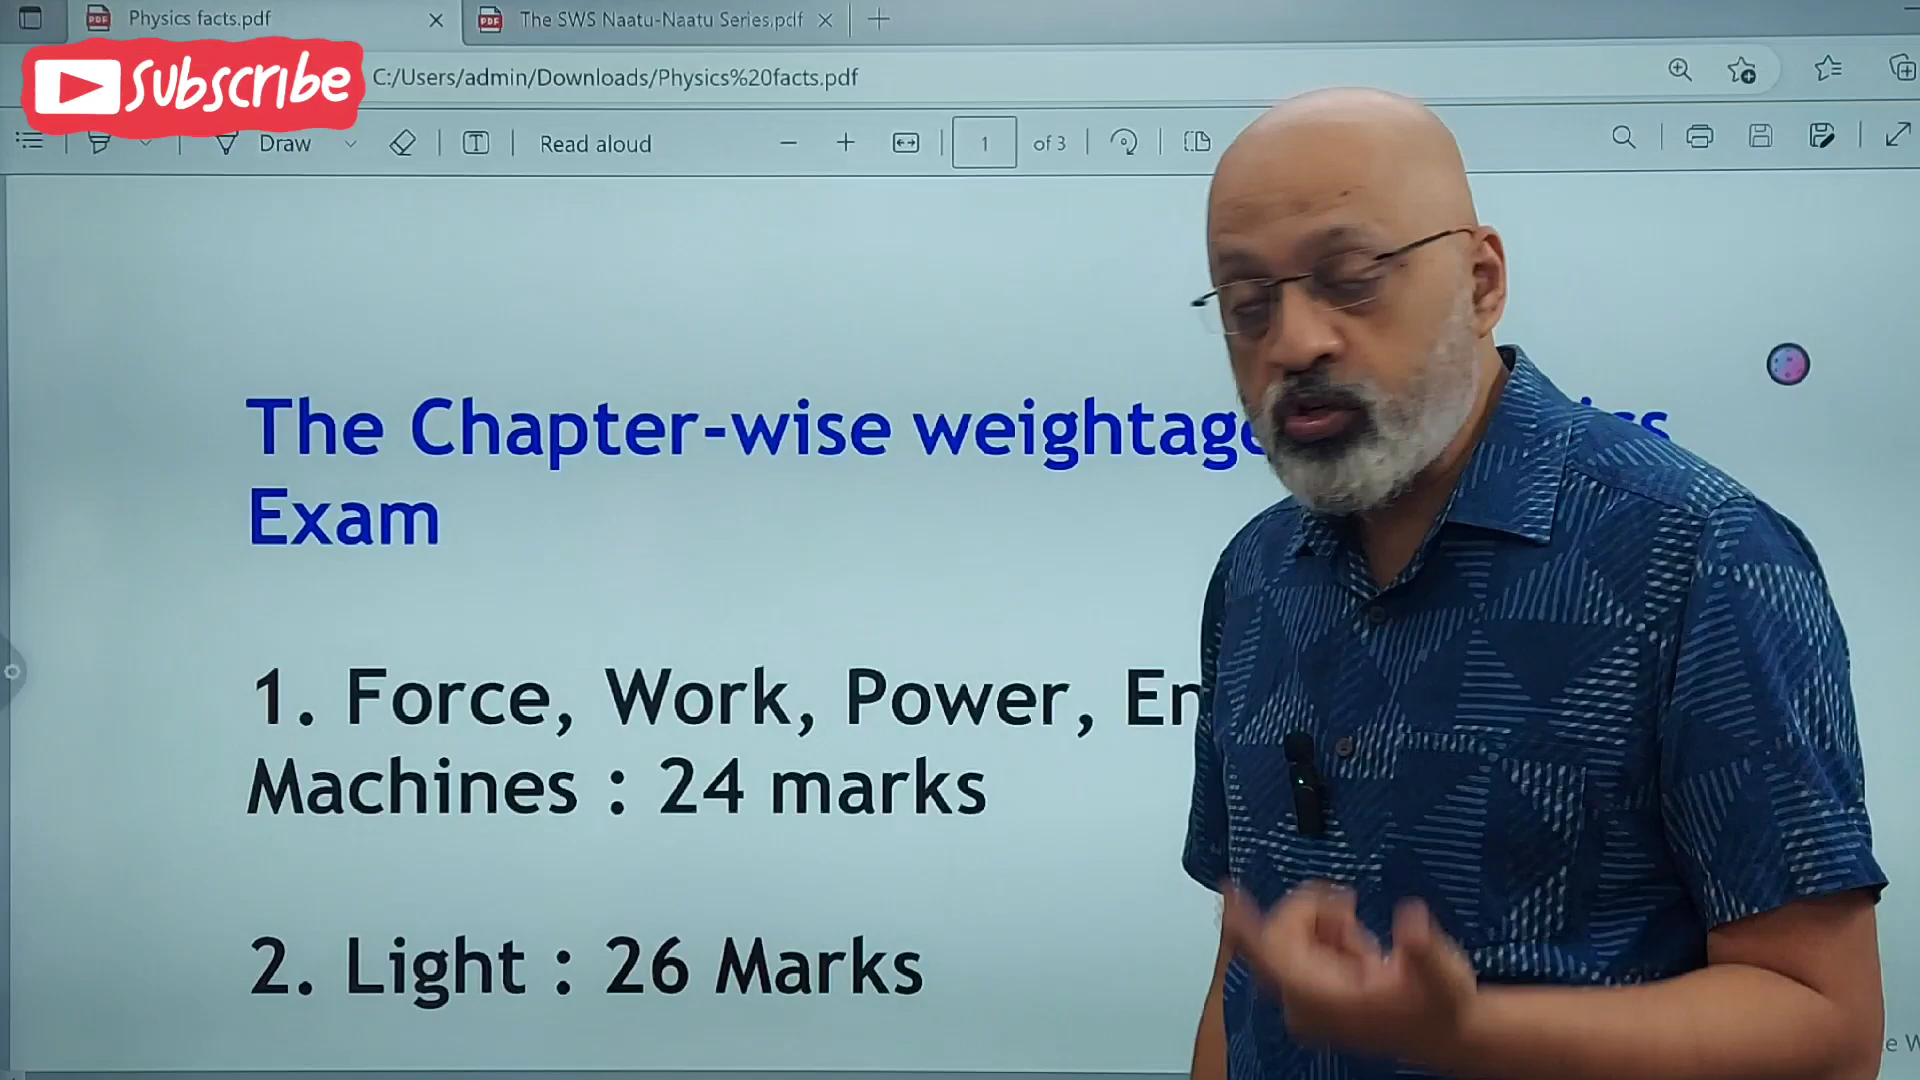 Physics facts.pdf
The SWS Naatu-Naatu Series.pdf
Subscribe
C:/Users/admin/Downloads/Physics%20facts.pdf
Draw
Read aloud
1 of 3
The Chapter-wise weightage
Exam
1. Force, Work, Power,
Machines : 24 marks
2. Light : 26 Marks